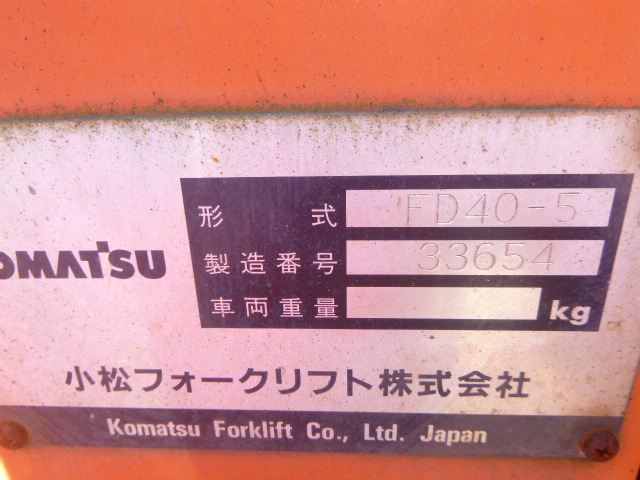 形式 FD40-5
KOMATSU
製造番号 33654
車両重量 kg
小松フォークリフト株式会社
Komatsu Forklift Co., Ltd. Japan